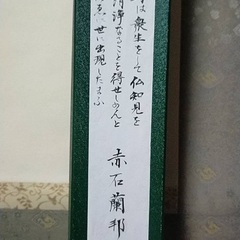 は衆生をして仏知見を
清浄なることを得せしめんと
世に出現したまふ
赤石蘭邦